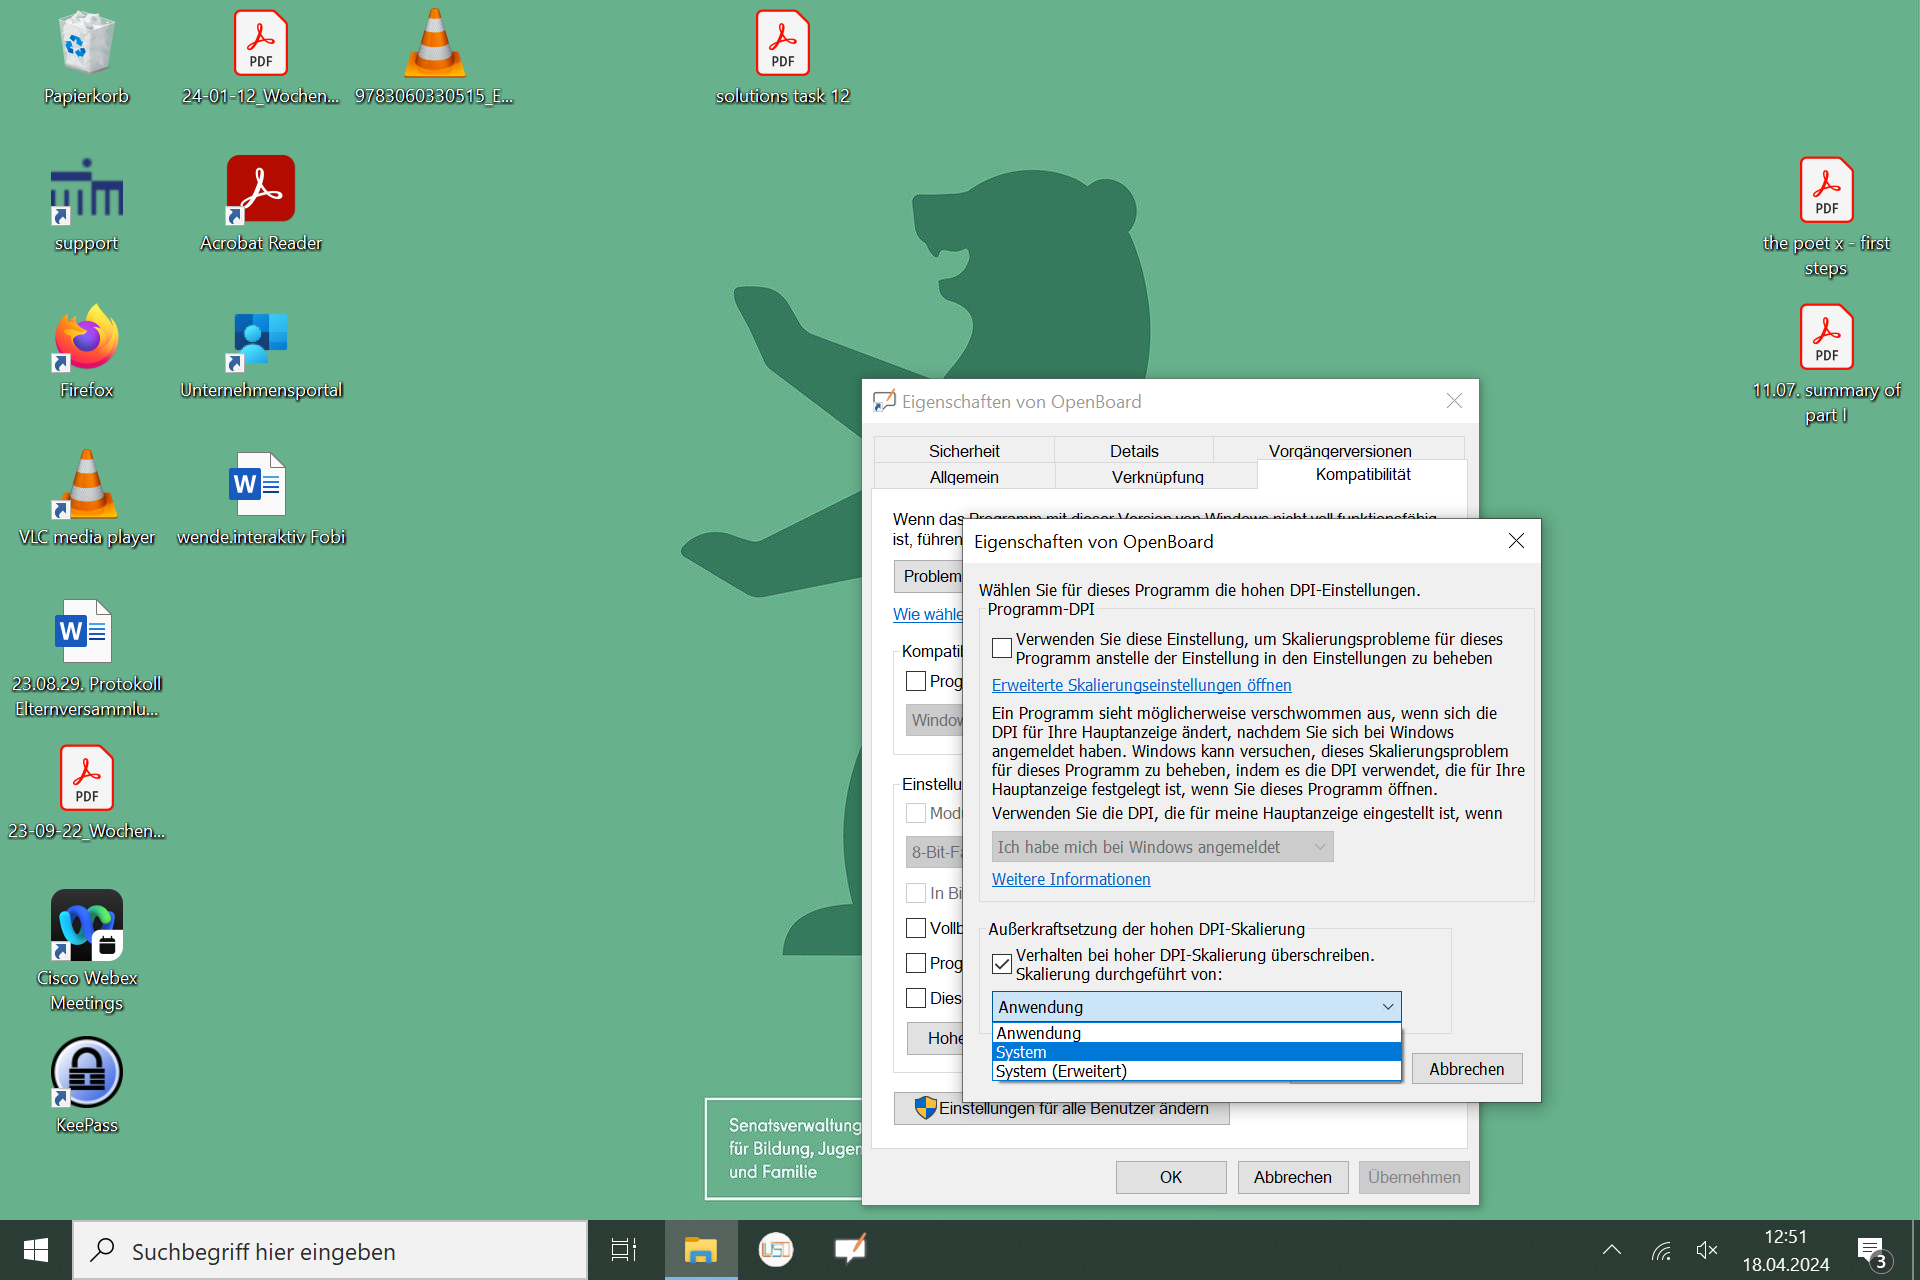 Papierkorb
24-01-12_Wochen...
9783060330515_E...
solutions task 12
support
Acrobat Reader
the poet x - first
steps
Firefox
Unternehmensportal
11.07. summary of
part I
VLC media player
wende.interaktiv Fobi
23.08.29. Protokoll
Elternversammlu...
23-09-22_Wochen...
Cisco Webex
Meetings
KeePass
PDF
PDF
PDF
PDF
PDF
W
W
Senatsverwaltung
für Bildung, Jugen
und Familie
Eigenschaften von OpenBoard
Sicherheit
Details
Vorgängerversionen
Allgemein
Verknüpfung
Kompatibilität
Wenn das Programm mit dieser Version von Windows nicht voll funktionsfähig
ist, führen
Problem
Wie wähle
Kompatil
Prog
Window
Einstellu
Modu
8-Bit-Fa
In Bi
Vollb
Prog
Dies
Hohe
Einstellungen für alle Benutzer ändern
OK
Abbrechen
Übernehmen
Eigenschaften von OpenBoard
Wählen Sie für dieses Programm die hohen DPI-Einstellungen.
Programm-DPI
Verwenden Sie diese Einstellung, um Skalierungsprobleme für dieses
Programm anstelle der Einstellung in den Einstellungen zu beheben
Erweiterte Skalierungseinstellungen öffnen
Ein Programm sieht möglicherweise verschwommen aus, wenn sich die
DPI für Ihre Hauptanzeige ändert, nachdem Sie sich bei Windows
angemeldet haben. Windows kann versuchen, dieses Skalierungsproblem
für dieses Programm zu beheben, indem es die DPI verwendet, die für Ihre
Hauptanzeige festgelegt ist, wenn Sie dieses Programm öffnen.
Verwenden Sie die DPI, die für meine Hauptanzeige eingestellt ist, wenn
Ich habe mich bei Windows angemeldet
Weitere Informationen
Außerkraftsetzung der hohen DPI-Skalierung
Verhalten bei hoher DPI-Skalierung überschreiben.
Skalierung durchgeführt von:
Anwendung
Anwendung
System
System (Erweitert)
Abbrechen
Suchbegriff hier eingeben
12:51
18.04.2024
3